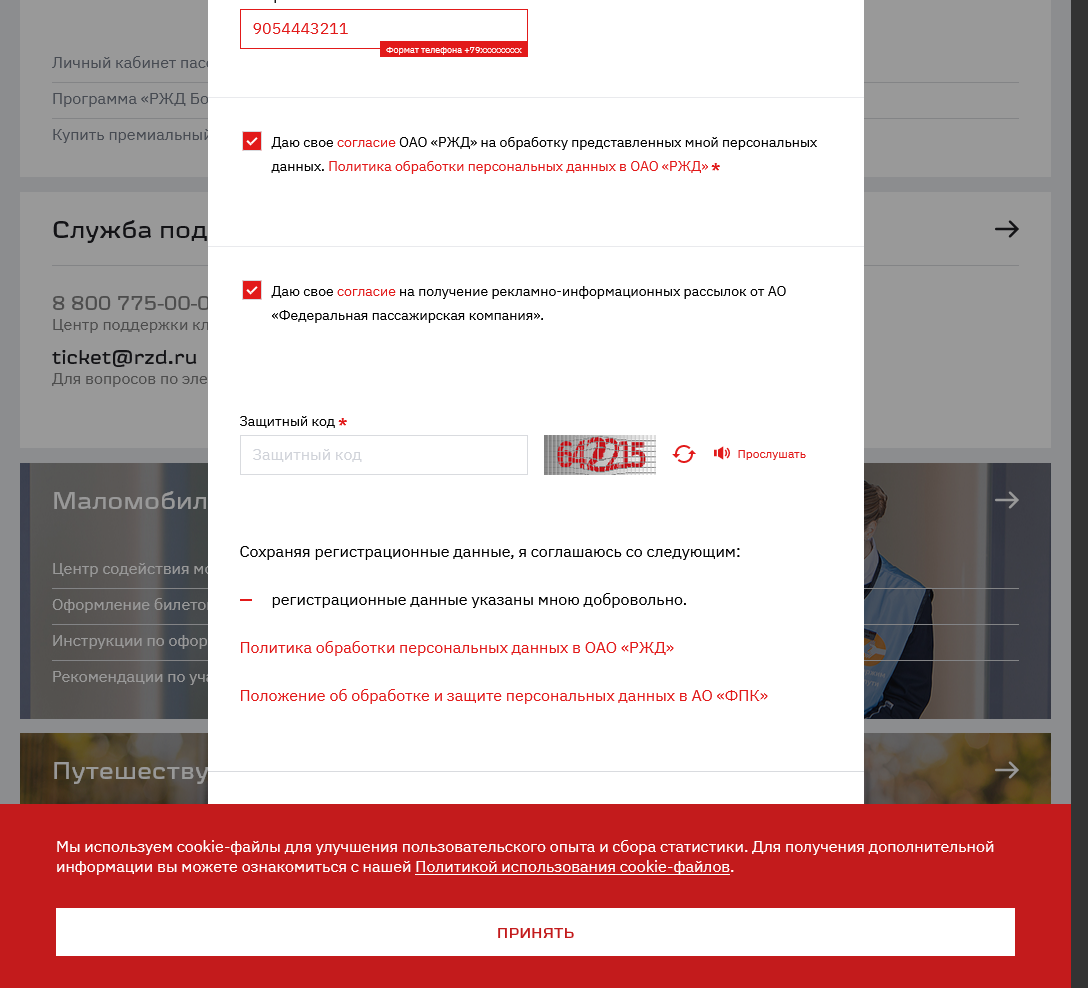 9054443211
Формат телефона +79xxxxxxxxx
Личный кабинет пасс
Программа «РЖД Бо
Купить премиальный
Даю свое согласие ОАО «РЖД» на обработку представленных мной персональных
данных. Политика обработки персональных данных в ОАО «РЖД» *
Служба под
8 800 775-00-0
Центр поддержки кл
ticket@rzd.ru
Для вопросов по эле
Даю свое согласие на получение рекламно-информационных рассылок от АО
«Федеральная пассажирская компания».
Защитный код *
Защитный код
Прослушать
Маломобил
Центр содействия мо
Оформление билетов
Инструкции по офор
Рекомендации по уча
Сохраняя регистрационные данные, я соглашаюсь со следующим:
регистрационные данные указаны мною добровольно.
Политика обработки персональных данных в ОАО «РЖД»
Положение об обработке и защите персональных данных в АО «ФПК»
Путешеству
Мы используем cookie-файлы для улучшения пользовательского опыта и сбора статистики. Для получения дополнительной
информации вы можете ознакомиться с нашей Политикой использования cookie-файлов.
ПРИНЯТЬ